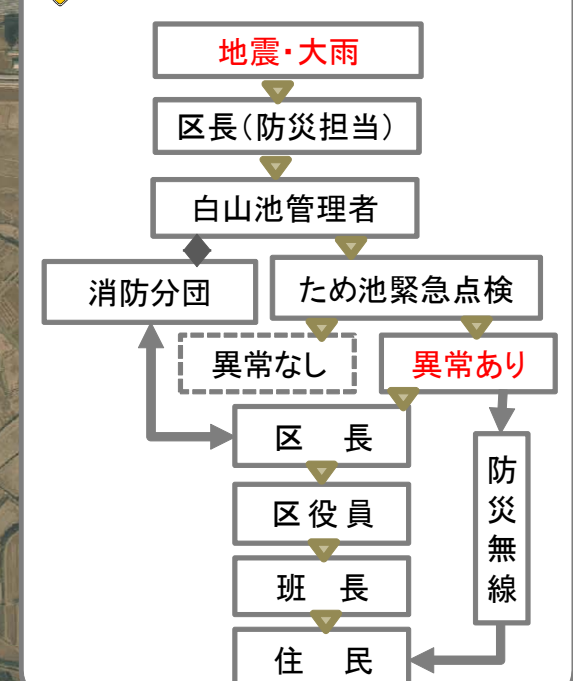 地震・大雨
区長(防災担当)
白山池管理者
消防分団
ため池緊急点検
異常なし
異常あり
区　長
防災無線
区役員
班　長
住　民